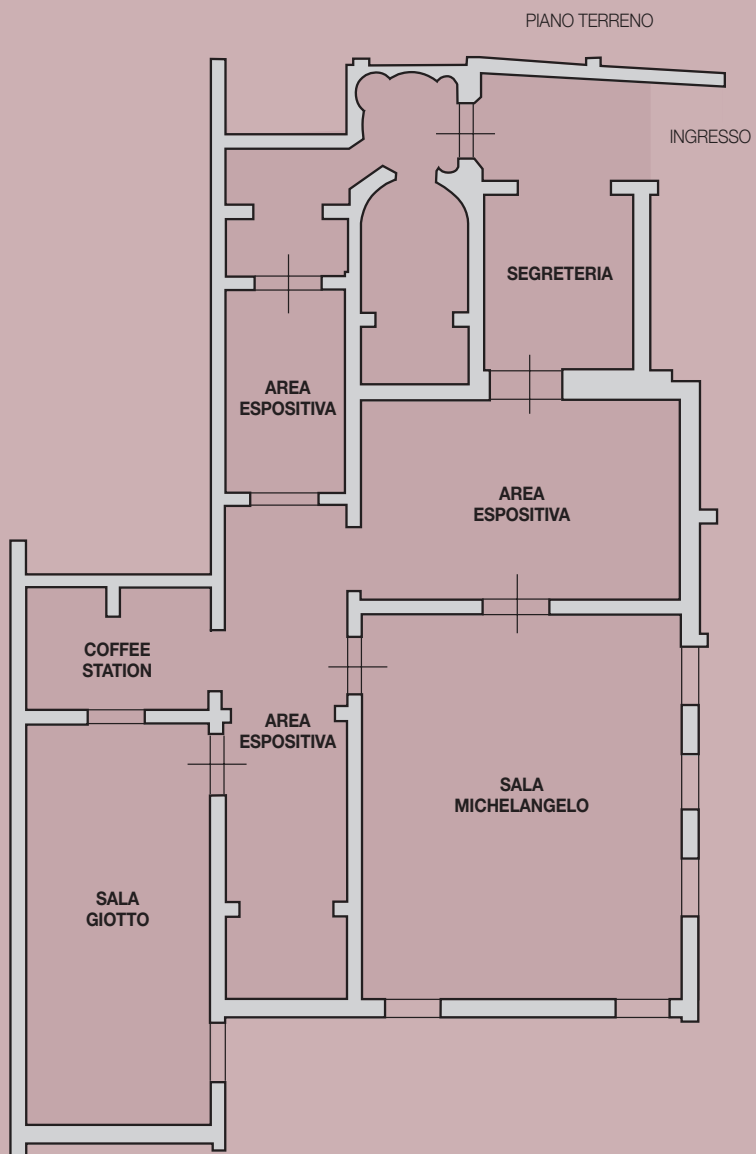 PIANO TERRENO
INGRESSO
SEGRETERIA
AREA
ESPOSITIVA
AREA
ESPOSITIVA
COFFEE
STATION
AREA
ESPOSITIVA
SALA
MICHELANGELO
SALA
GIOTTO